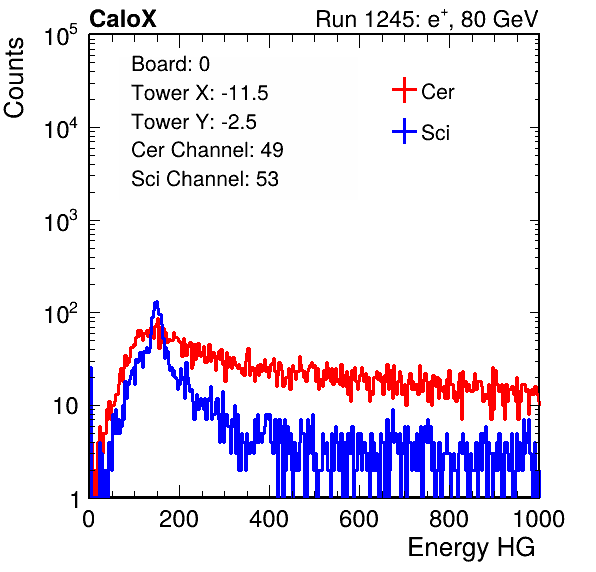 CaloX Run 1245: e⁺, 80 GeV
Counts
10⁵
10⁴
10³
10²
10
1
Board: 0
Tower X: -11.5
Tower Y: -2.5
Cer Channel: 49
Sci Channel: 53
Cer
Sci
0 200 400 600 800 1000
Energy HG